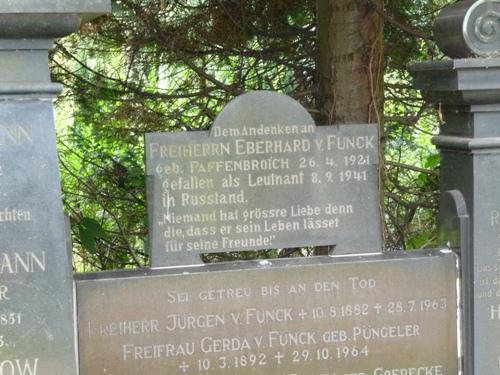 Dem Andenken an
FREIHERRN EBERHARD V. FUNCK
geb. PAFFENBROICH 26. 4. 1921
gefallen als Leutnant 8. 9. 1941
in Russland.
„Niemand hat grössre Liebe denn
die, dass er sein Leben lässet
für seine Freunde."
SEI GETREU BIS AN DEN TOD
FREIHERR JÜRGEN V. FUNCK + 10.8.1882 + 28.7.1963
FREIFRAU GERDA V. FUNCK GEB. PÜNGELER
+ 10.3.1892 + 29.10.1964
GOEDECKE